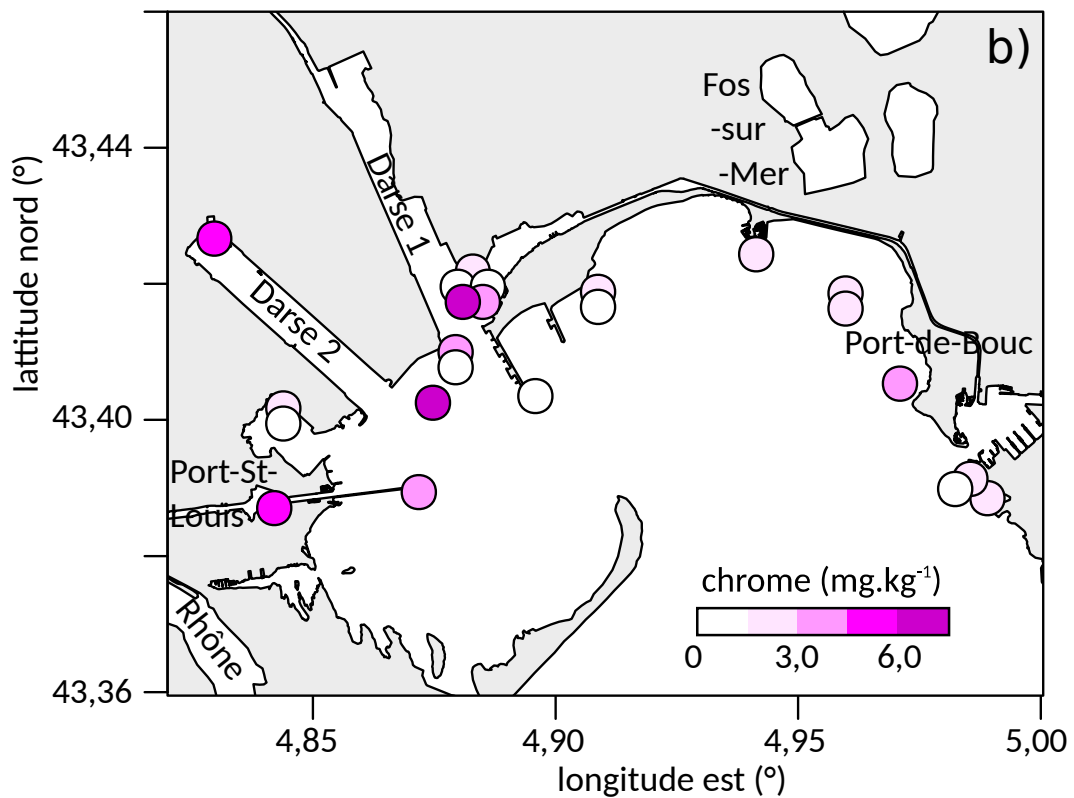 b)
Fos
-sur
-Mer
43,44
Darse 1
lattitude nord (°)
Darse 2
Port-de-Bouc
43,40
Port-St-
Louis
chrome (mg.kg-1)
Rhône
0 3,0 6,0
43,36
4,85 4,90 4,95 5,00
longitude est (°)